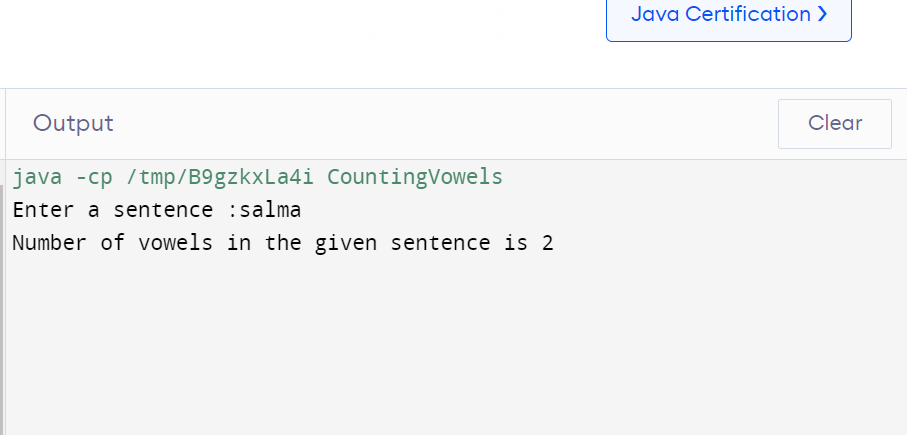 Java Certification ❯
Output
Clear
java -cp /tmp/B9gzkxLa4i CountingVowels
Enter a sentence :salma
Number of vowels in the given sentence is 2